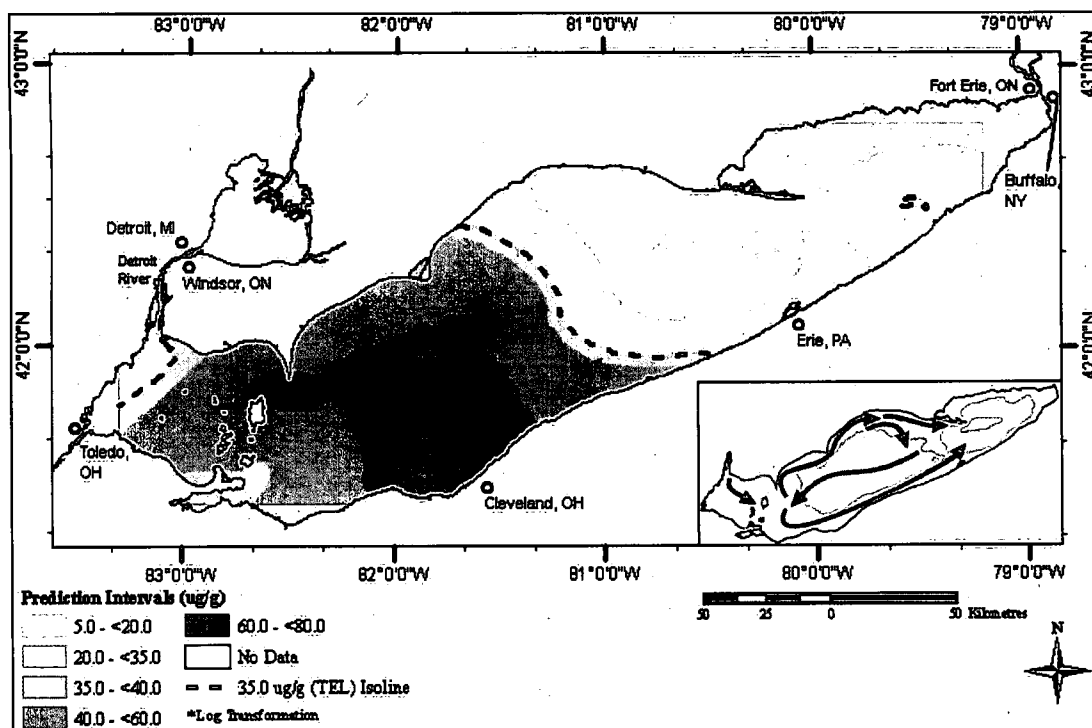 83°0'0"W 82°0'0"W 81°0'0"W 80°0'0"W 79°0'0"W
43°0'0"N 43°0'0"N
Fort Erie, ON
Buffalo
NY
Detroit, MI
Detroit
River
Windsor, ON
42°0'0"N 42°0'0"N
Erie, PA
Toledo,
OH
Cleveland, OH
83°0'0"W 82°0'0"W 81°0'0"W 80°0'0"W 79°0'0"W
Prediction Intervals (ug/g)
5.0 - <20.0
20.0 - <35.0
35.0 - <40.0
40.0 - <60.0
60.0 - <80.0
No Data
35.0 ug/g (TEL) Isoline
*Log Transformation
50 25 0 50 Kilometres
N